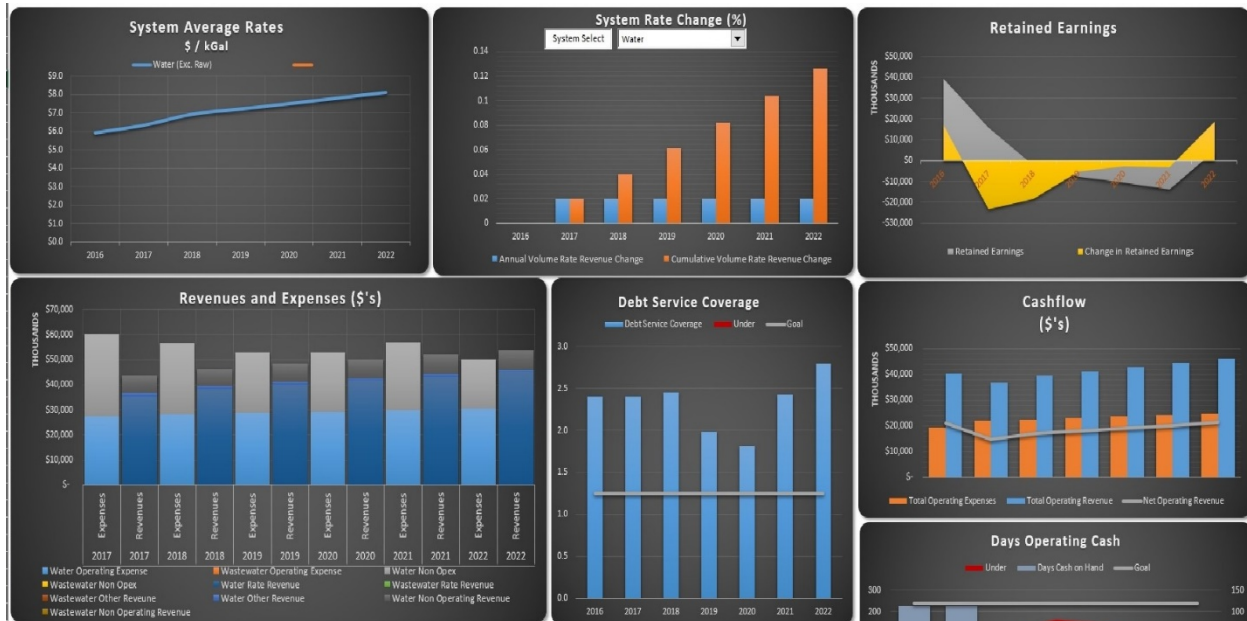 System Average Rates
$ / kGal
Water (Exc. Raw)
$9.0
$8.0
$7.0
$6.0
$5.0
$4.0
$3.0
$2.0
$1.0
$0.0
2016 2017 2018 2019 2020 2021 2022
System Rate Change (%)
System Select Water
0.14
0.12
0.1
0.08
0.06
0.04
0.02
0
2016 2017 2018 2019 2020 2021 2022
Annual Volume Rate Revenue Change Cumulative Volume Rate Revenue Change
Retained Earnings
THOUSANDS
$50,000
$40,000
$30,000
$20,000
$10,000
$0
-$10,000
-$20,000
-$30,000
2016 2017 2018 2019 2020 2021 2022
Retained Earnings Change in Retained Earnings
Revenues and Expenses ($'s)
THOUSANDS
$70,000
$60,000
$50,000
$40,000
$30,000
$20,000
$10,000
$-
Expenses Revenues Expenses Revenues Expenses Revenues Expenses Revenues Expenses Revenues Expenses Revenues
2017 2017 2018 2018 2019 2019 2020 2020 2021 2021 2022 2022
Water Operating Expense Wastewater Operating Expense Water Non Opex
Wastewater Non Opex Water Rate Revenue Wastewater Rate Revenue
Wastewater Other Reveune Water Other Revenue Water Non Operating Revenue
Wastewater Non Operating Revenue
Debt Service Coverage
Debt Service Coverage Under Goal
3.0
2.5
2.0
1.5
1.0
0.5
0.0
2016 2017 2018 2019 2020 2021 2022
Cashflow
($'s)
THOUSANDS
$50,000
$40,000
$30,000
$20,000
$10,000
$-
Total Operating Expenses Total Operating Revenue Net Operating Revenue
Days Operating Cash
Under Days Cash on Hand Goal
300 150
200 100